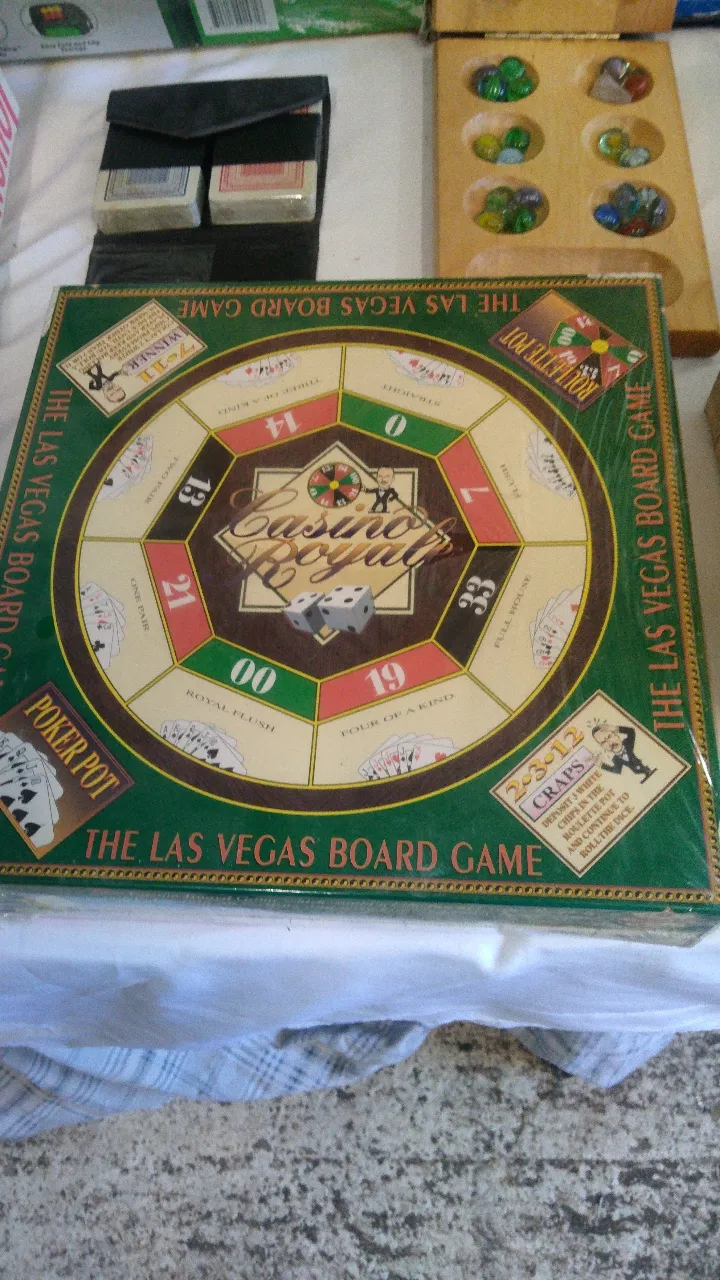 THE LAS VEGAS BOARD GAME
7·11
WINNER
ROULETTE POT
THE LAS VEGAS BOARD GAME
THE LAS VEGAS BOARD GAME
THREE OF A KIND
14
STRAIGHT
0
FLUSH
7
FULL HOUSE
33
FOUR OF A KIND
19
ROYAL FLUSH
00
ONE PAIR
21
TWO PAIR
13
Casino
Royale
POKER POT
2·3·12
CRAPS
DEPOSIT 3 WHITE
CHIPS IN THE
ROULETTE POT
AND CONTINUE TO
ROLL THE DICE.
THE LAS VEGAS BOARD GAME